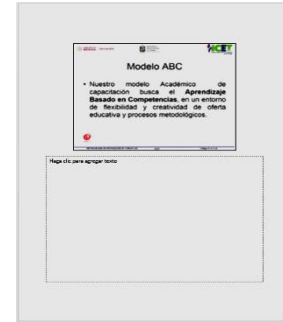 ICET
Modelo ABC
• Nuestro modelo Académico de
capacitación busca el Aprendizaje
Basado en Competencias, en un entorno
de flexibilidad y creatividad de oferta
educativa y procesos metodológicos.
Haga clic para agregar texto